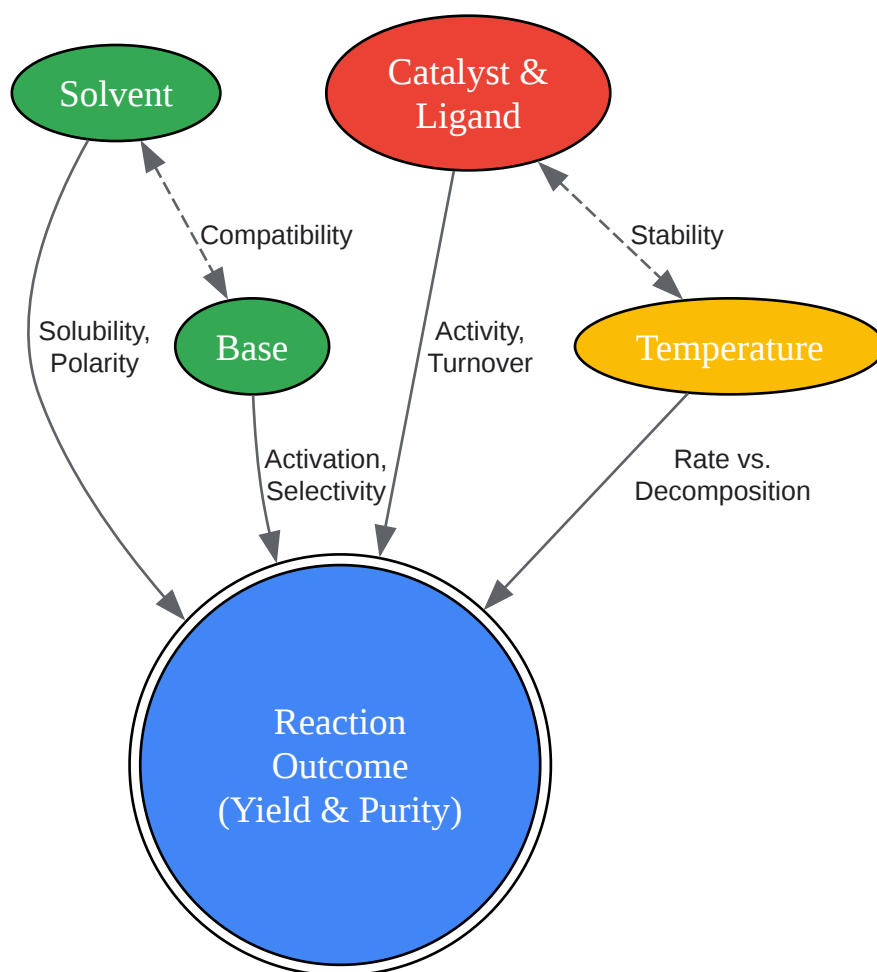 Solvent
Catalyst &
Ligand
Compatibility
Stability
Solubility,
Polarity
Base
Activity,
Turnover
Temperature
Activation,
Selectivity
Rate vs.
Decomposition
Reaction
Outcome
(Yield & Purity)